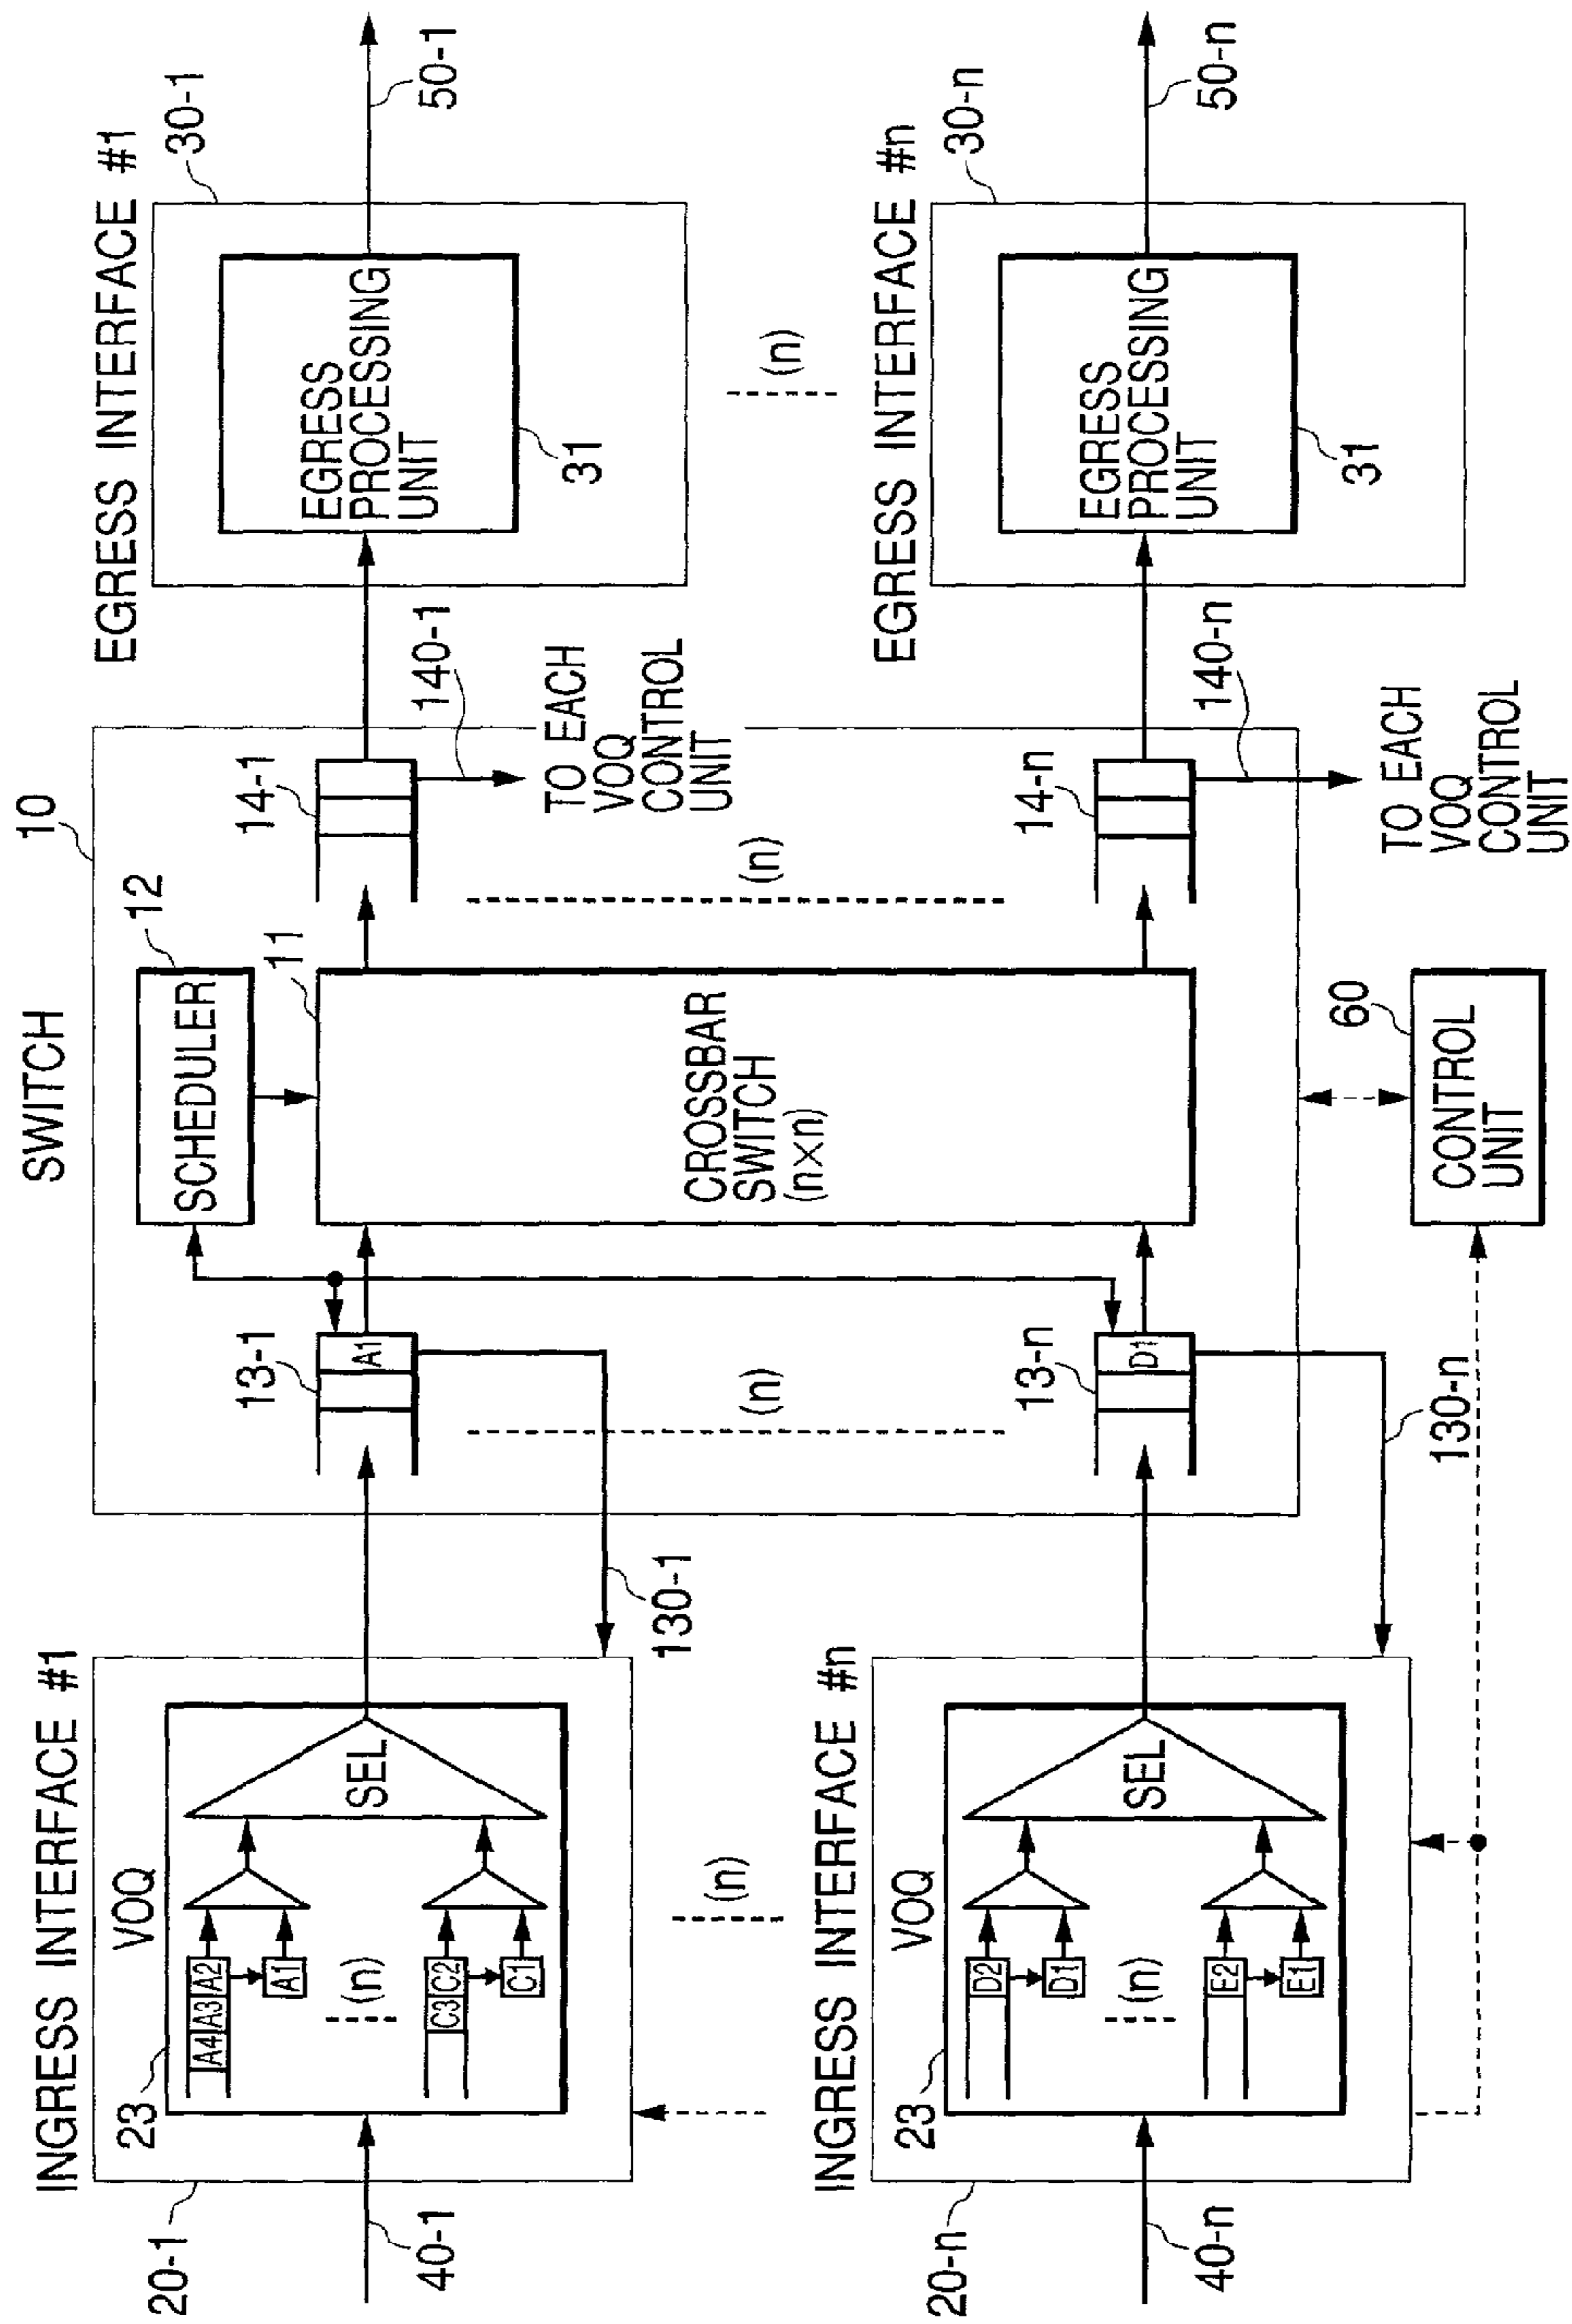 SWITCH
10
INGRESS INTERFACE #1
20-1
23
VOQ
A4
A3
A2
A1
(n)
C3
C2
C1
SEL
40-1
130-1
(n)
INGRESS INTERFACE #n
20-n
23
VOQ
D2
D1
(n)
E2
E1
SEL
40-n
130-n
SCHEDULER
12
11
CROSSBAR
SWITCH
(n×n)
13-1
A1
(n)
13-n
D1
14-1
140-1
TO EACH
VOQ
CONTROL
UNIT
(n)
14-n
140-n
TO EACH
VOQ
CONTROL
UNIT
60
CONTROL
UNIT
EGRESS INTERFACE #1
30-1
EGRESS
PROCESSING
UNIT
31
50-1
(n)
EGRESS INTERFACE #n
30-n
EGRESS
PROCESSING
UNIT
31
50-n